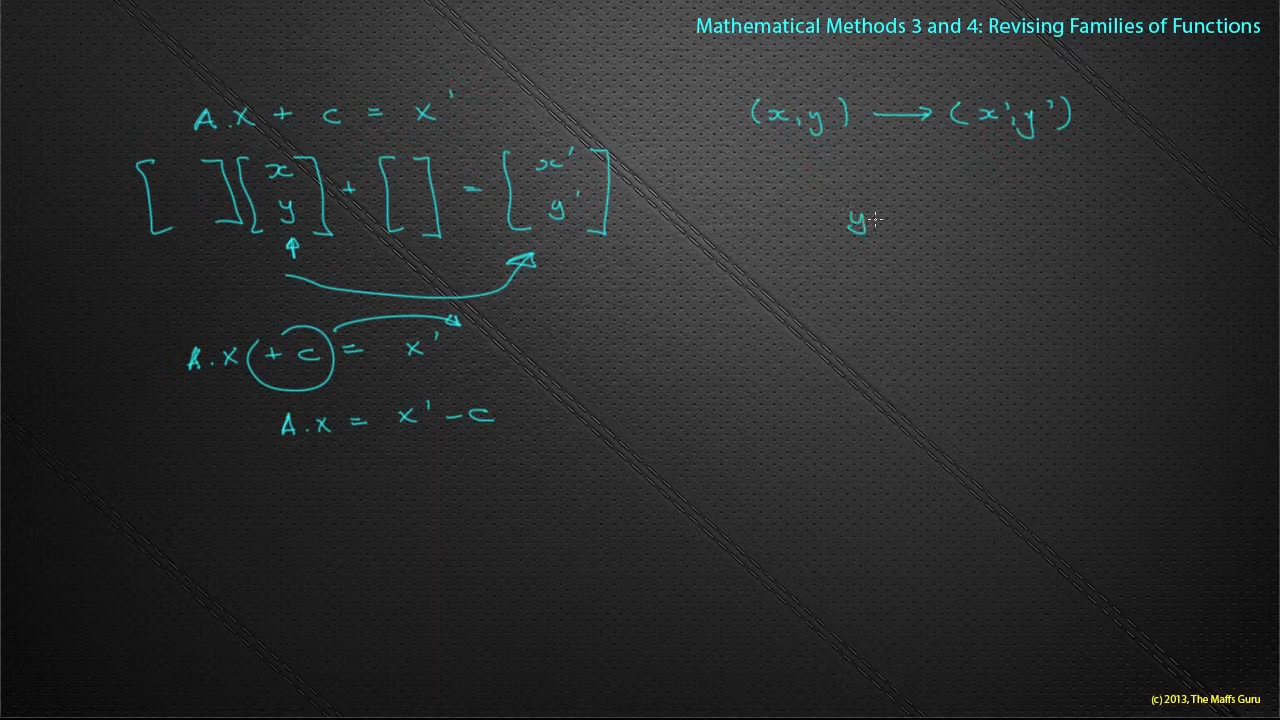 Mathematical Methods 3 and 4: Revising Families of Functions
A.X + c = X'
(x,y) → (x',y')
[ ] [x y] + [ ] = [x' y']
y
A.X + c = X'
A.X = X' - c
(c) 2013, The Maffs Guru